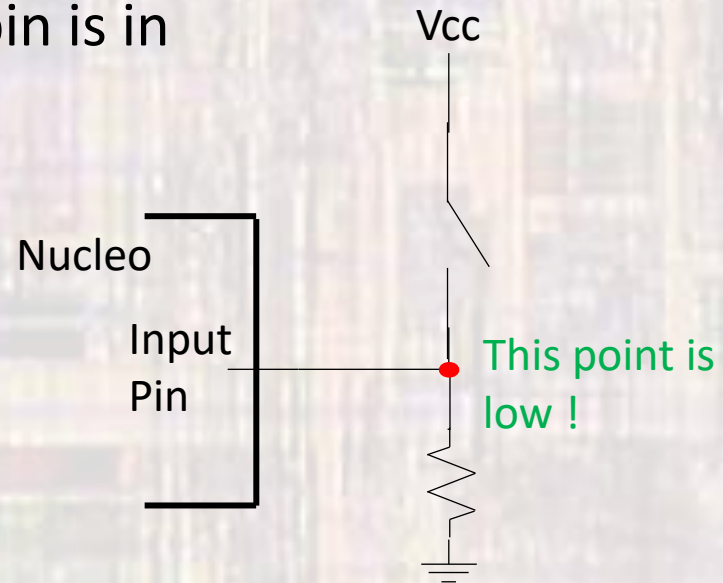 pin is in
Vcc
Nucleo
Input
Pin
This point is
low !